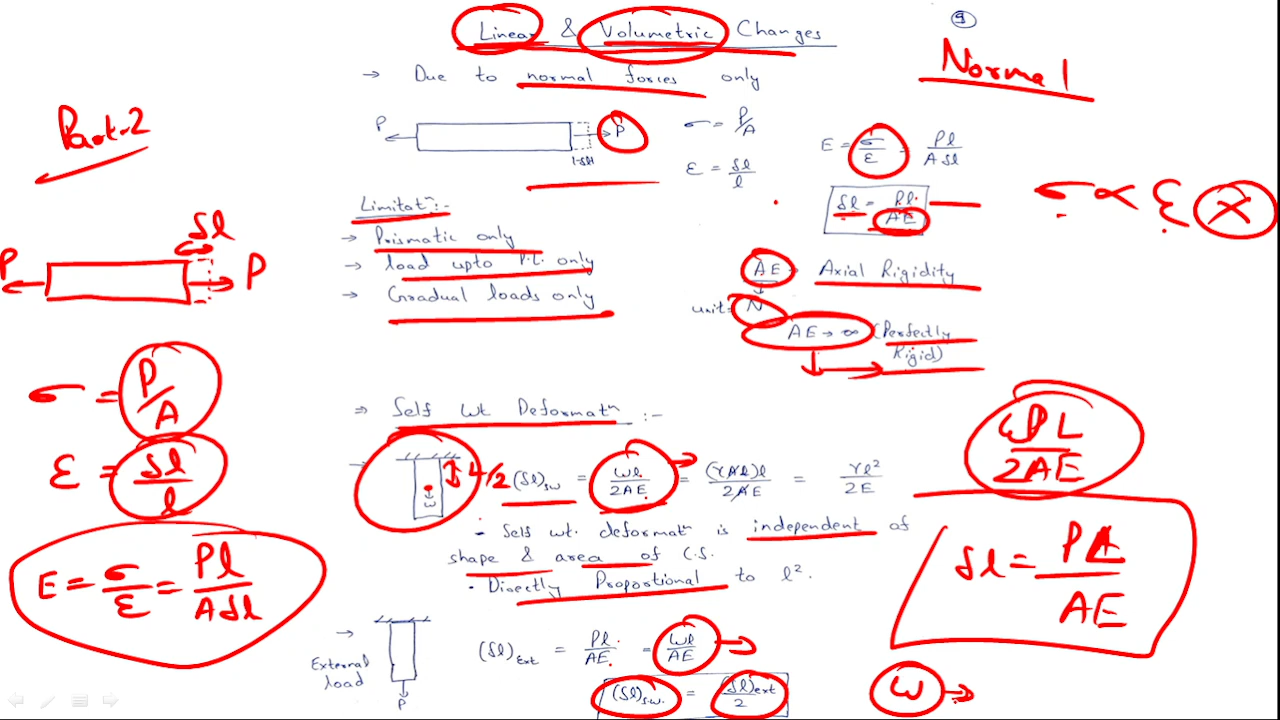 Linear & Volumetric Changes
9
Normal
→ Due to normal forces only
Part-2
P
P
σ = P/A
E = σ/ε = Pl/Aδl
ε = δl/l
δl = Pl/AE
σ ∝ ε X
Limitatⁿ:-
→ Prismatic only
→ load upto P.L. only
→ Gradual loads only
δl
P
P
AE → Axial Rigidity
unit = N
AE → ∞ (Perfectly
Rigid)
σ = P/A
ε = δl/l
E = σ/ε = Pl/Aδl
⇒ Self wt Deformatⁿ :-
→ L/2 (δl)s.w = Wl/2AE = (γAl)l/2AE = γl²/2E
W
- Self wt. deformatⁿ is independent of
shape & area of C.S.
• Directly Proportional to l².
L
2AE
δl = P
AE
→ External
load
P
(δl)Ext = Pl/AE = Wl/AE
(δl)s.w. = (δl)ext/2
ω →